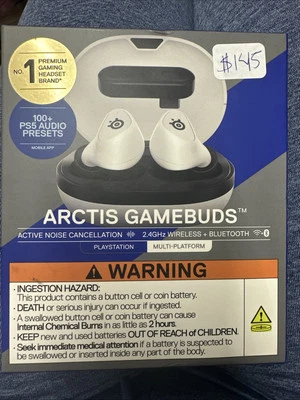 NO. 1
PREMIUM
GAMING
HEADSET
BRAND*
$145
100+
PS5 AUDIO
PRESETS
MOBILE APP
ARCTIS GAMEBUDS™
ACTIVE NOISE CANCELLATION 2.4GHz WIRELESS + BLUETOOTH
PLAYSTATION MULTI-PLATFORM
WARNING
· INGESTION HAZARD:
This product contains a button cell or coin battery.
· DEATH or serious injury can occur if ingested.
· A swallowed button cell or coin battery can cause
Internal Chemical Burns in as little as 2 hours.
· KEEP new and used batteries OUT OF REACH of CHILDREN.
· Seek immediate medical attention if a battery is suspected to
be swallowed or inserted inside any part of the body.